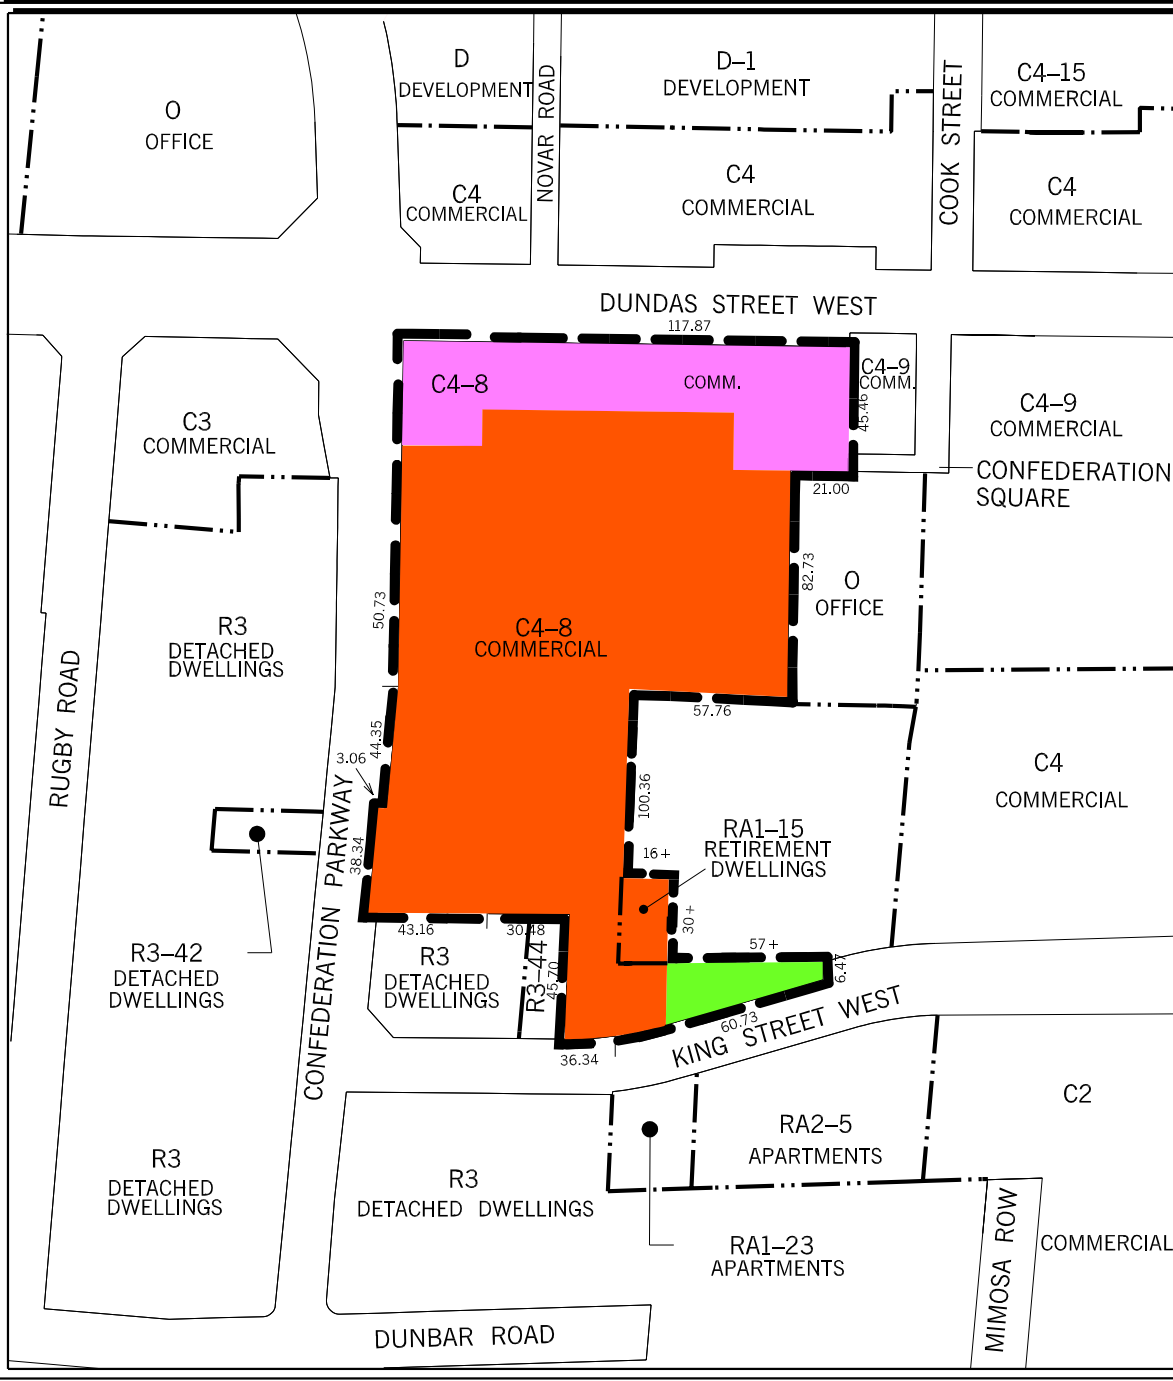 O
OFFICE
D
DEVELOPMENT
NOVAR ROAD
D–1
DEVELOPMENT
COOK STREET
C4–15
COMMERCIAL
C4
COMMERCIAL
C4
COMMERCIAL
C4
COMMERCIAL
DUNDAS STREET WEST
117.87
C4–8
COMM.
C4–9
COMM.
45.46
C3
COMMERCIAL
C4–9
COMMERCIAL
CONFEDERATION
SQUARE
21.00
82.73
O
OFFICE
50.73
R3
DETACHED
DWELLINGS
C4–8
COMMERCIAL
RUGBY ROAD
57.76
44.35
3.06
C4
COMMERCIAL
100.36
RA1–15
RETIREMENT
DWELLINGS
16+
38.34
CONFEDERATION PARKWAY
30+
43.16
30.48
57+
6.47
R3–42
DETACHED
DWELLINGS
R3
DETACHED
DWELLINGS
R3–44
45.70
60.73
KING STREET WEST
36.34
C2
RA2–5
APARTMENTS
R3
DETACHED
DWELLINGS
R3
DETACHED DWELLINGS
RA1–23
APARTMENTS
MIMOSA ROW
COMMERCIAL
DUNBAR ROAD